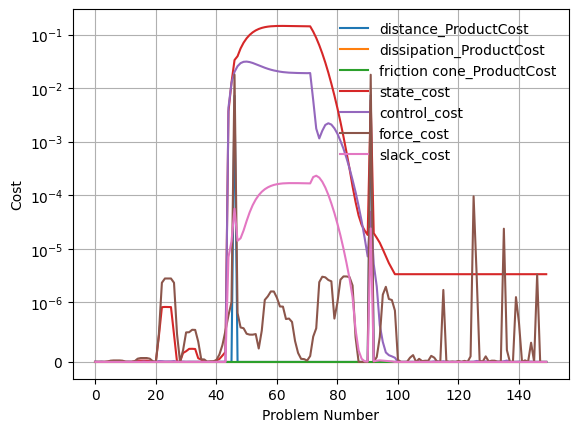 distance_ProductCost
dissipation_ProductCost
friction cone_ProductCost
state_cost
control_cost
force_cost
slack_cost
10⁻¹
10⁻²
10⁻³
10⁻⁴
10⁻⁵
10⁻⁶
0
Cost
0 20 40 60 80 100 120 140
Problem Number